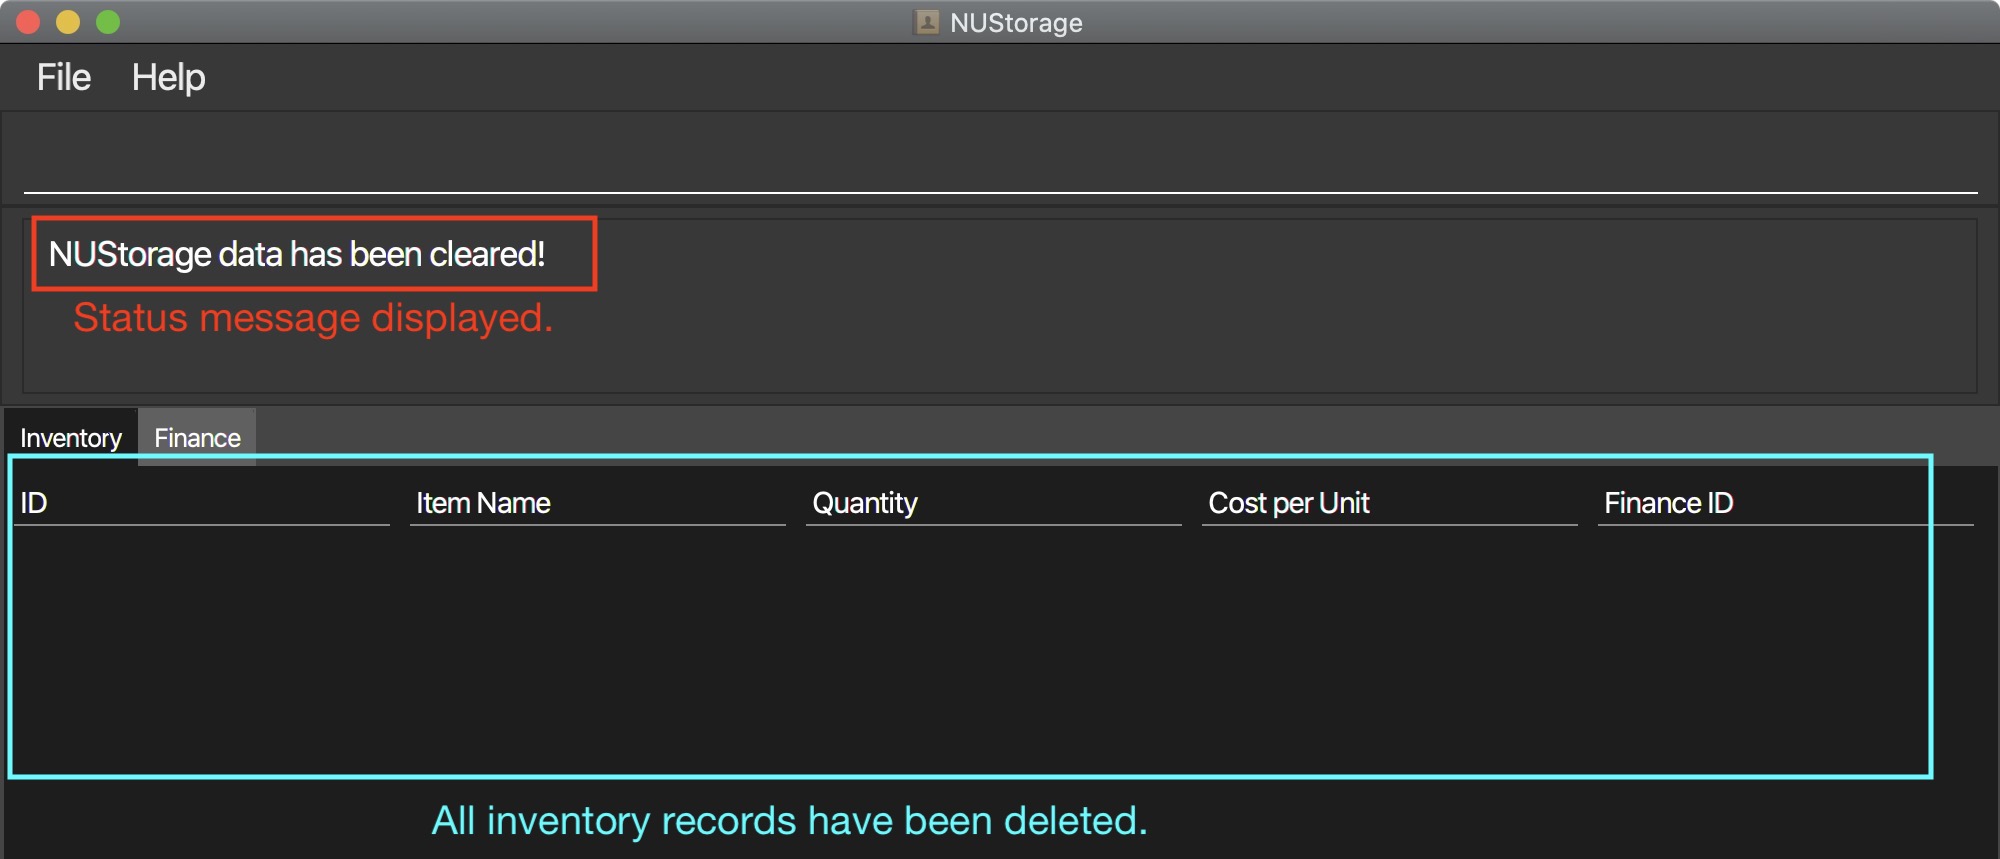 NUStorage
File Help
NUStorage data has been cleared!
Status message displayed.
Inventory Finance
ID Item Name Quantity Cost per Unit Finance ID
All inventory records have been deleted.